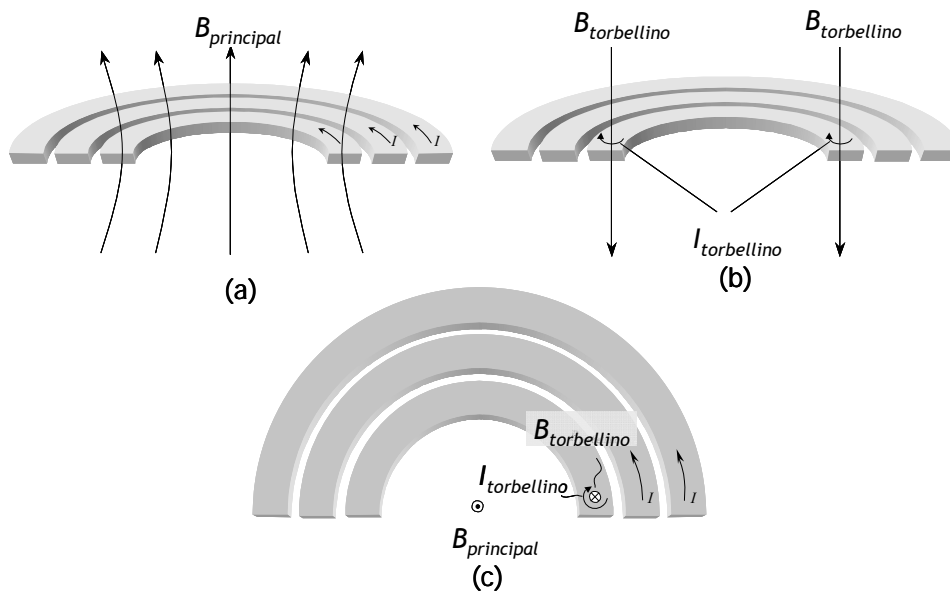 B principal
I
I
(a)
B torbellino
B torbellino
I torbellino
(b)
B torbellino
I torbellino
I
I
B principal
(c)